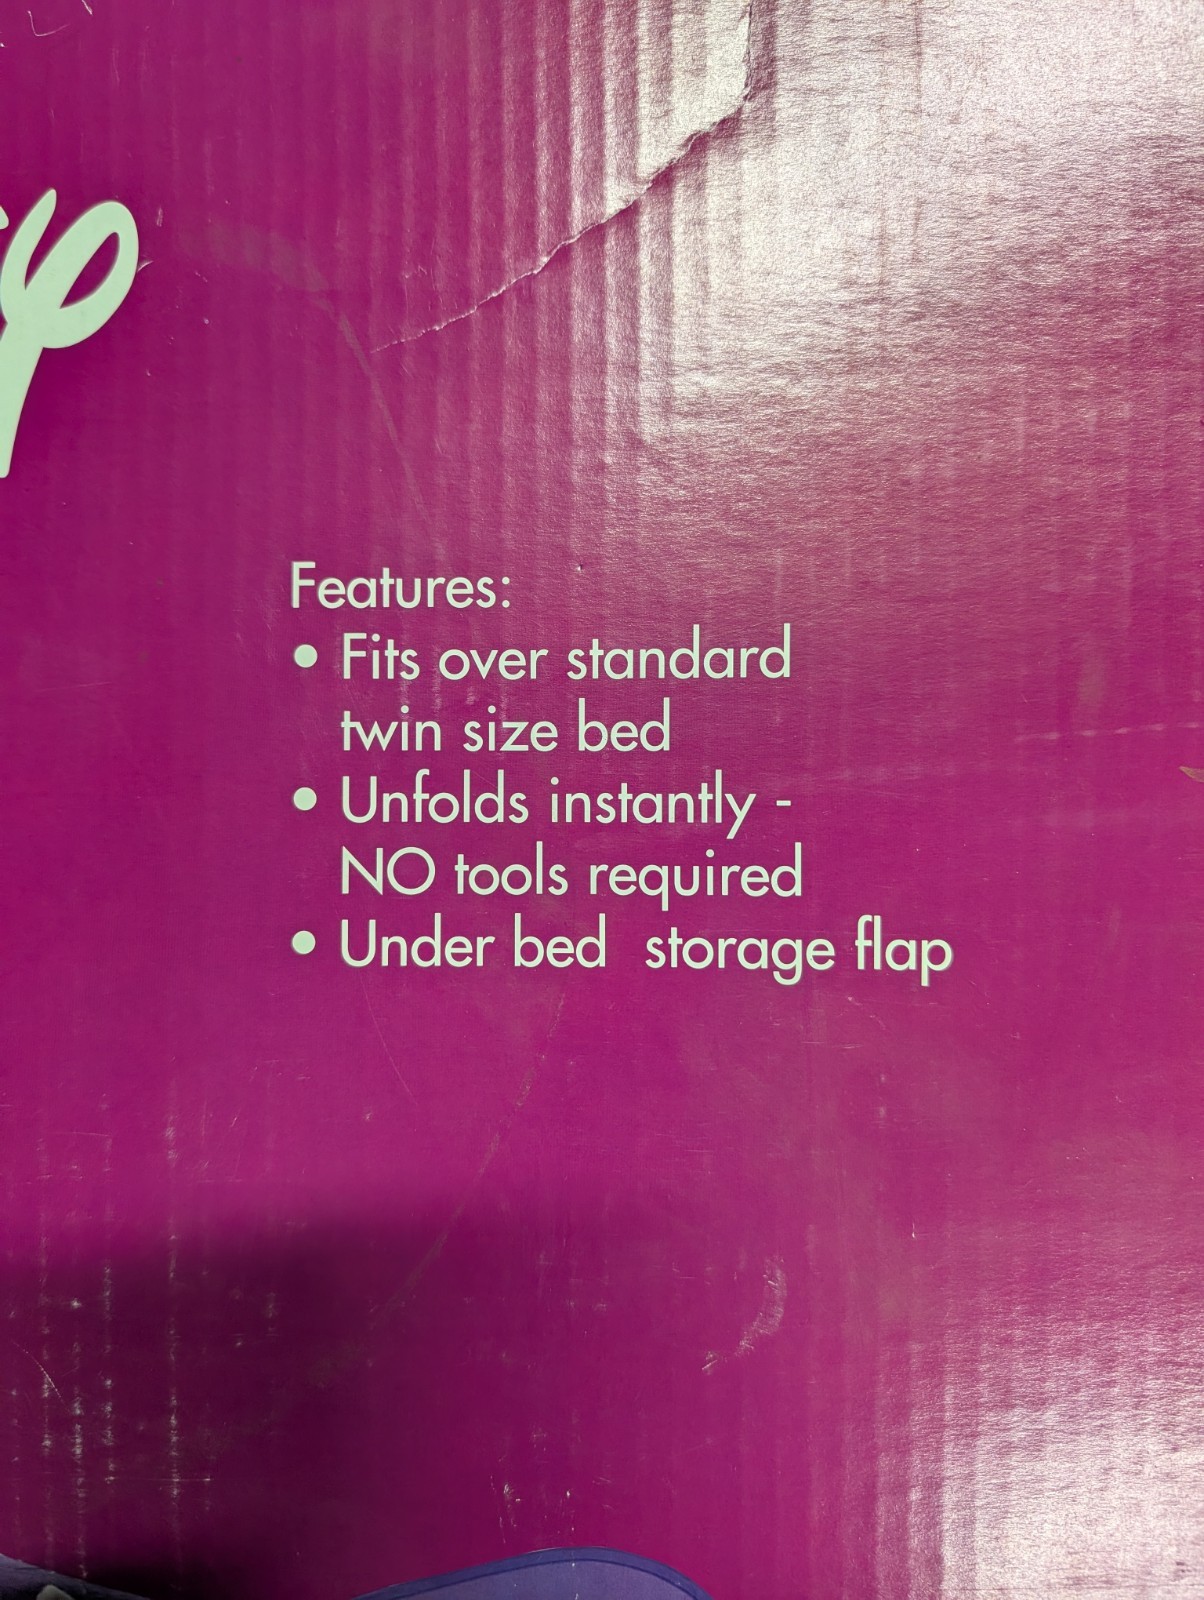 Features:
• Fits over standard
twin size bed
• Unfolds instantly -
NO tools required
• Under bed storage flap